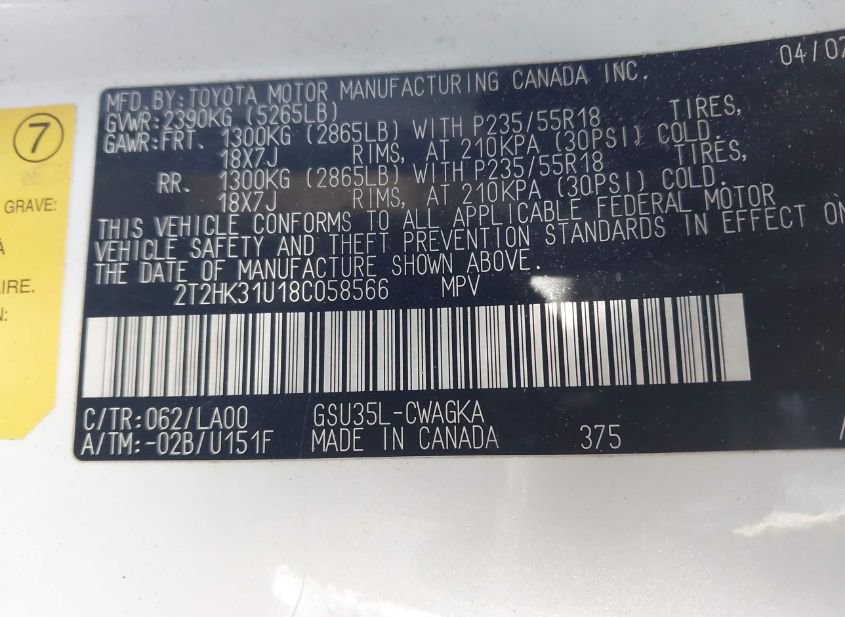 04/07
MFD.BY:TOYOTA MOTOR MANUFACTURING CANADA INC.
GVWR:2390KG (5265LB)
GAWR:FRT. 1300KG (2865LB) WITH P235/55R18 TIRES,
18X7J RIMS, AT 210KPA (30PSI) COLD.
RR. 1300KG (2865LB) WITH P235/55R18 TIRES,
18X7J RIMS, AT 210KPA (30PSI) COLD.
THIS VEHICLE CONFORMS TO ALL APPLICABLE FEDERAL MOTOR
VEHICLE SAFETY AND THEFT PREVENTION STANDARDS IN EFFECT ON
THE DATE OF MANUFACTURE SHOWN ABOVE.
2T2HK31U18C058566 MPV
C/TR:062/LA00 GSU35L-CWAGKA
A/TM:-02B/U151F MADE IN CANADA 375
7
GRAVE:
À
AIRE.
N: